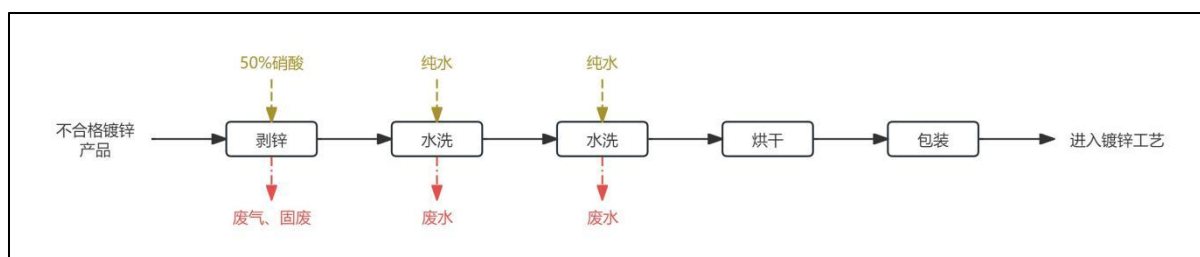 50%硝酸
纯水
纯水
不合格镀锌
产品
剥锌
水洗
水洗
烘干
包装
进入镀锌工艺
废气、固废
废水
废水